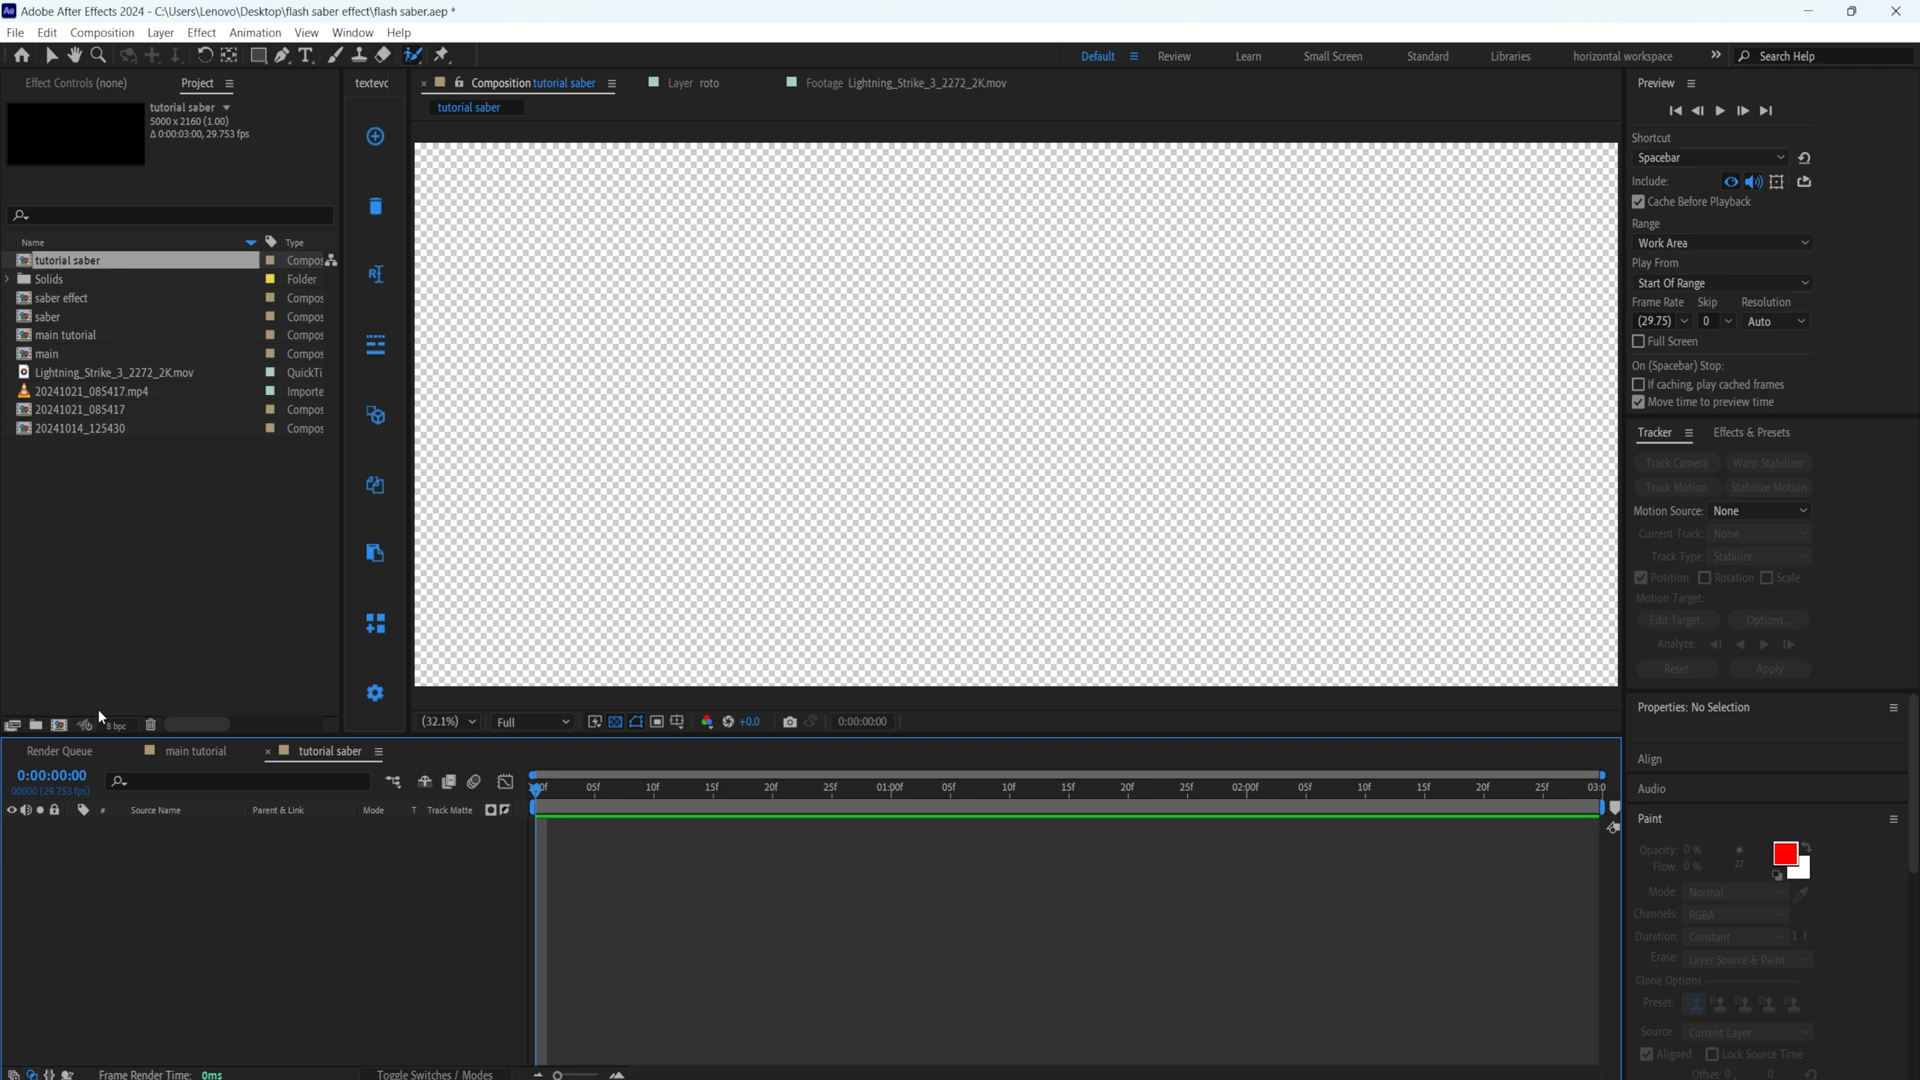 Adobe After Effects 2024 - C:\Users\Lenovo\Desktop\flash saber effect\flash saber.aep *
File Edit Composition Layer Effect Animation View Window Help
Default Review Learn Small Screen Standard Libraries horizontal workspace Search Help
Effect Controls (none) Project
textevo
Composition tutorial saber Layer roto Footage Lightning_Strike_3_2272_2K.mov
tutorial saber
tutorial saber
5000 x 2160 (1.00)
Δ 0:00:03:00, 29.753 fps
Name Type
tutorial saber Compos
Solids Folder
saber effect Compos
saber Compos
main tutorial Compos
main Compos
Lightning_Strike_3_2272_2K.mov QuickTi
20241021_085417.mp4 Importe
20241021_085417 Compos
20241014_125430 Compos
8 bpc
(32.1%) Full +0.0 0:00:00:00
Preview
Shortcut
Spacebar
Include:
Cache Before Playback
Range
Work Area
Play From
Start Of Range
Frame Rate Skip Resolution
(29.75) 0 Auto
Full Screen
On (Spacebar) Stop:
If caching, play cached frames
Move time to preview time
Tracker Effects & Presets
Track Camera Warp Stabilizer
Track Motion Stabilize Motion
Motion Source: None
Current Track: None
Track Type: Stabilize
Position Rotation Scale
Motion Target:
Edit Target... Options...
Analyze:
Reset Apply
Properties: No Selection
Align
Audio
Paint
Opacity: 0 %
Flow: 0 % 27
Mode: Normal
Channels: RGBA
Duration: Constant 1 f
Erase: Layer Source & Paint
Clone Options
Preset:
Source: Current Layer
Aligned Lock Source Time
Offset: 0, 0
Render Queue main tutorial tutorial saber
0:00:00:00
00000 (29.753 fps)
05f 10f 15f 20f 25f 01:00f 05f 10f 15f 20f 25f 02:00f 05f 10f 15f 20f 25f 03:0
# Source Name Parent & Link Mode T Track Matte
Frame Render Time: 0ms Toggle Switches / Modes